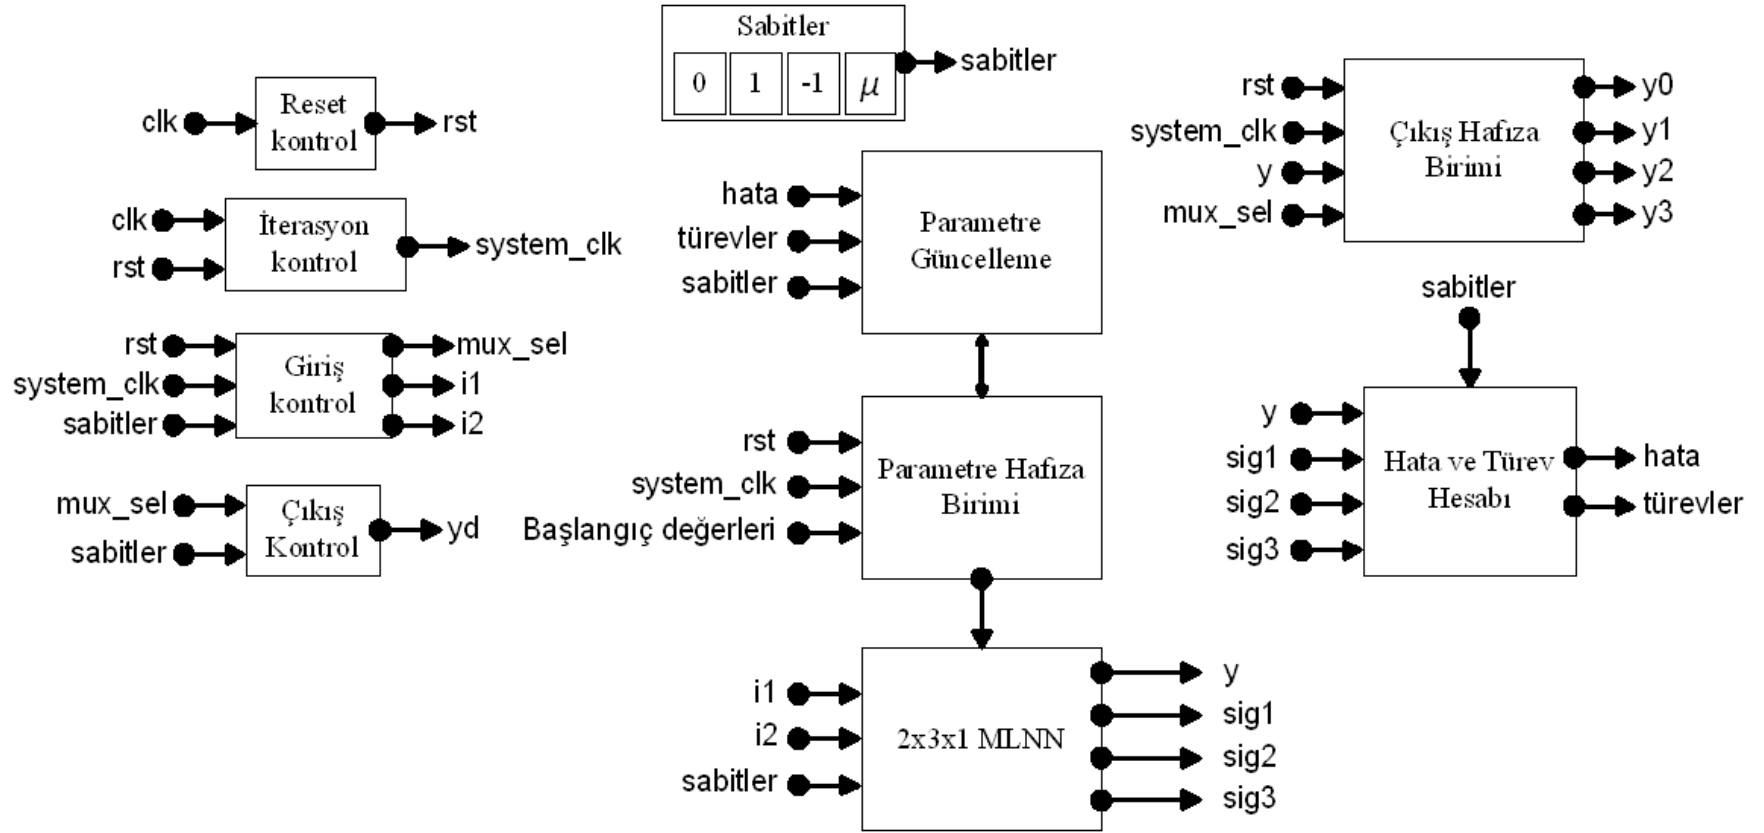 clk
Reset
kontrol
rst
clk
rst
İterasyon
kontrol
system_clk
rst
system_clk
sabitler
Giriş
kontrol
mux_sel
i1
i2
mux_sel
sabitler
Çıkış
Kontrol
yd
Sabitler
0 1 -1 μ
sabitler
hata
türevler
sabitler
Parametre
Güncelleme
rst
system_clk
Başlangıç değerleri
Parametre Hafıza
Birimi
i1
i2
sabitler
2x3x1 MLNN
y
sig1
sig2
sig3
rst
system_clk
y
mux_sel
Çıkış Hafıza
Birimi
y0
y1
y2
y3
sabitler
y
sig1
sig2
sig3
Hata ve Türev
Hesabı
hata
türevler